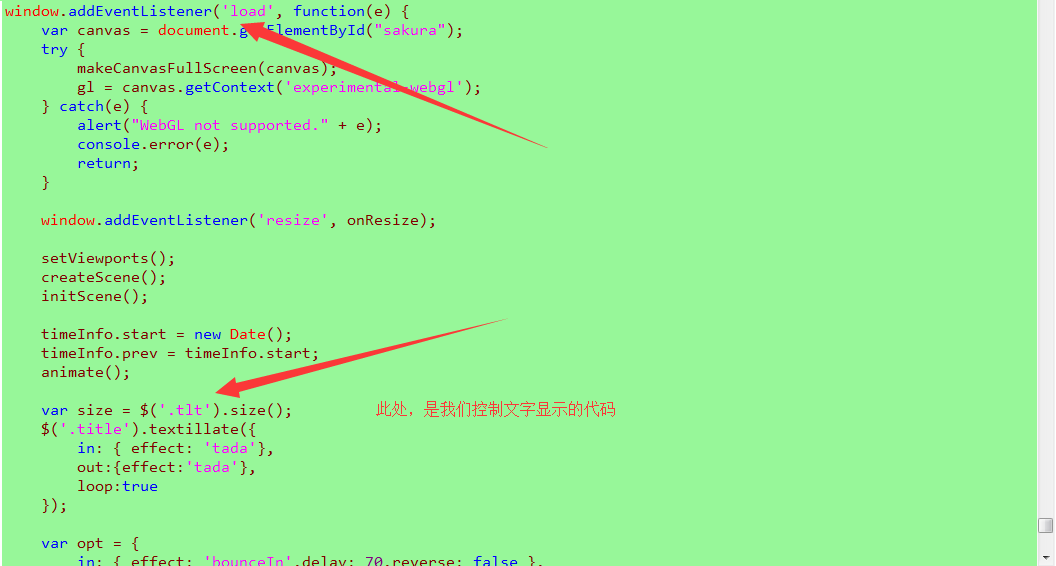 window.addEventListener('load', function(e) {
    var canvas = document.getElementById("sakura");
    try {
        makeCanvasFullScreen(canvas);
        gl = canvas.getContext('experimental-webgl');
    } catch(e) {
        alert("WebGL not supported." + e);
        console.error(e);
        return;
    }
    window.addEventListener('resize', onResize);
    setViewports();
    createScene();
    initScene();
    timeInfo.start = new Date();
    timeInfo.prev = timeInfo.start;
    animate();
    var size = $('.tlt').size(); 此处，是我们控制文字显示的代码
    $('.title').textillate({
        in: { effect: 'tada'},
        out:{effect:'tada'},
        loop:true
    });
    var opt = {
        in: { effect: 'bounceIn',delay: 70,reverse: false },